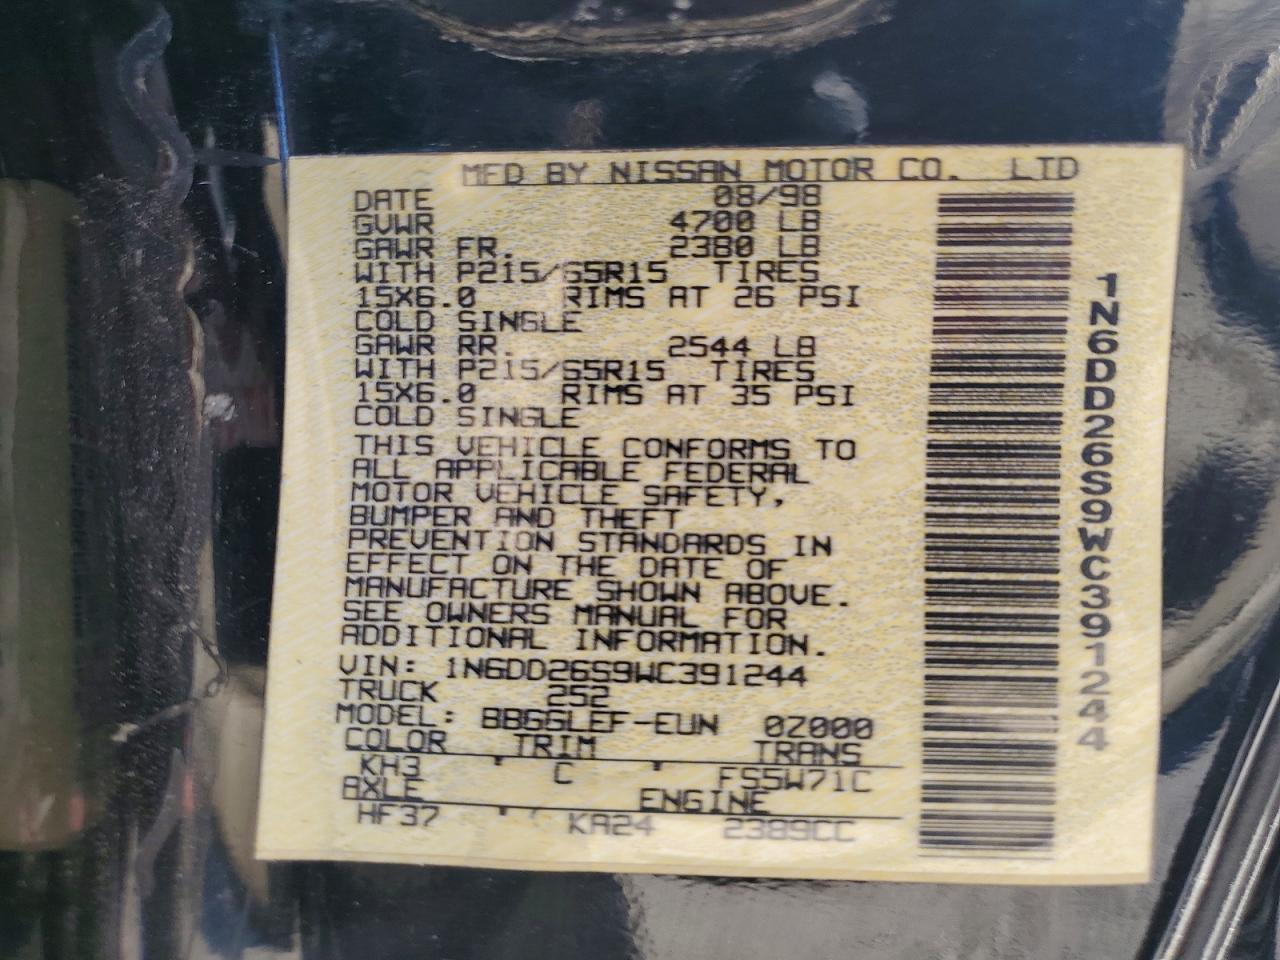 MFD BY NISSAN MOTOR CO. LTD
DATE 08/98
GVWR 4700 LB
GAWR FR. 2380 LB
WITH P215/65R15 TIRES
15X6.0 RIMS AT 26 PSI
COLD SINGLE
GAWR RR. 2544 LB
WITH P215/65R15 TIRES
15X6.0 RIMS AT 35 PSI
COLD SINGLE
THIS VEHICLE CONFORMS TO
ALL APPLICABLE FEDERAL
MOTOR VEHICLE SAFETY,
BUMPER AND THEFT
PREVENTION STANDARDS IN
EFFECT ON THE DATE OF
MANUFACTURE SHOWN ABOVE.
SEE OWNERS MANUAL FOR
ADDITIONAL INFORMATION.
VIN: 1N6DD26S9WC391244
TRUCK 252
MODEL: BBGGLEF-EUN 02000
COLOR TRIM TRANS
KH3 ' C ' FS5W71C
AXLE ENGINE
HF37 ' ' KA24 2389CC
1N6DD26S9WC391244